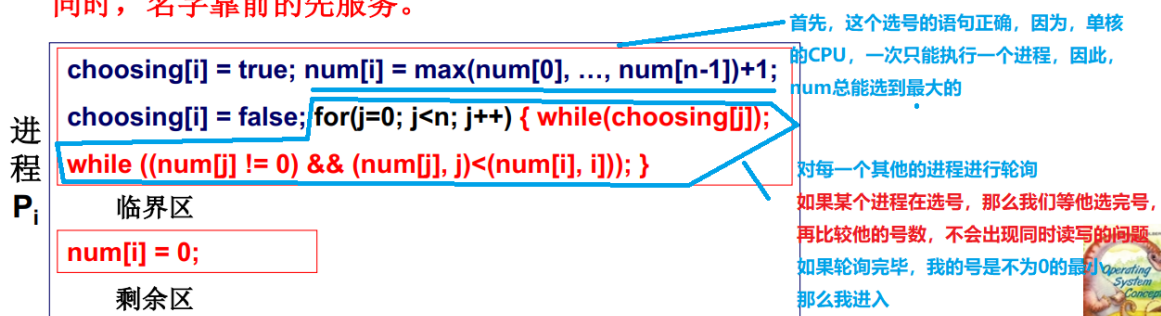 同时，名字靠前的先服务。
首先，这个选号的语句正确，因为，单核
的CPU，一次只能执行一个进程，因此，
num总能选到最大的
choosing[i] = true; num[i] = max(num[0], …, num[n-1])+1;
choosing[i] = false; for(j=0; j<n; j++) { while(choosing[j]);
while ((num[j] != 0) && (num[j], j)<(num[i], i)); }
进程Pi
临界区
num[i] = 0;
剩余区
对每一个其他的进程进行轮询
如果某个进程在选号，那么我们等他选完号，
再比较他的号数，不会出现同时读写的问题
如果轮询完毕，我的号是不为0的最小
那么我进入
Operating
System
Concepts